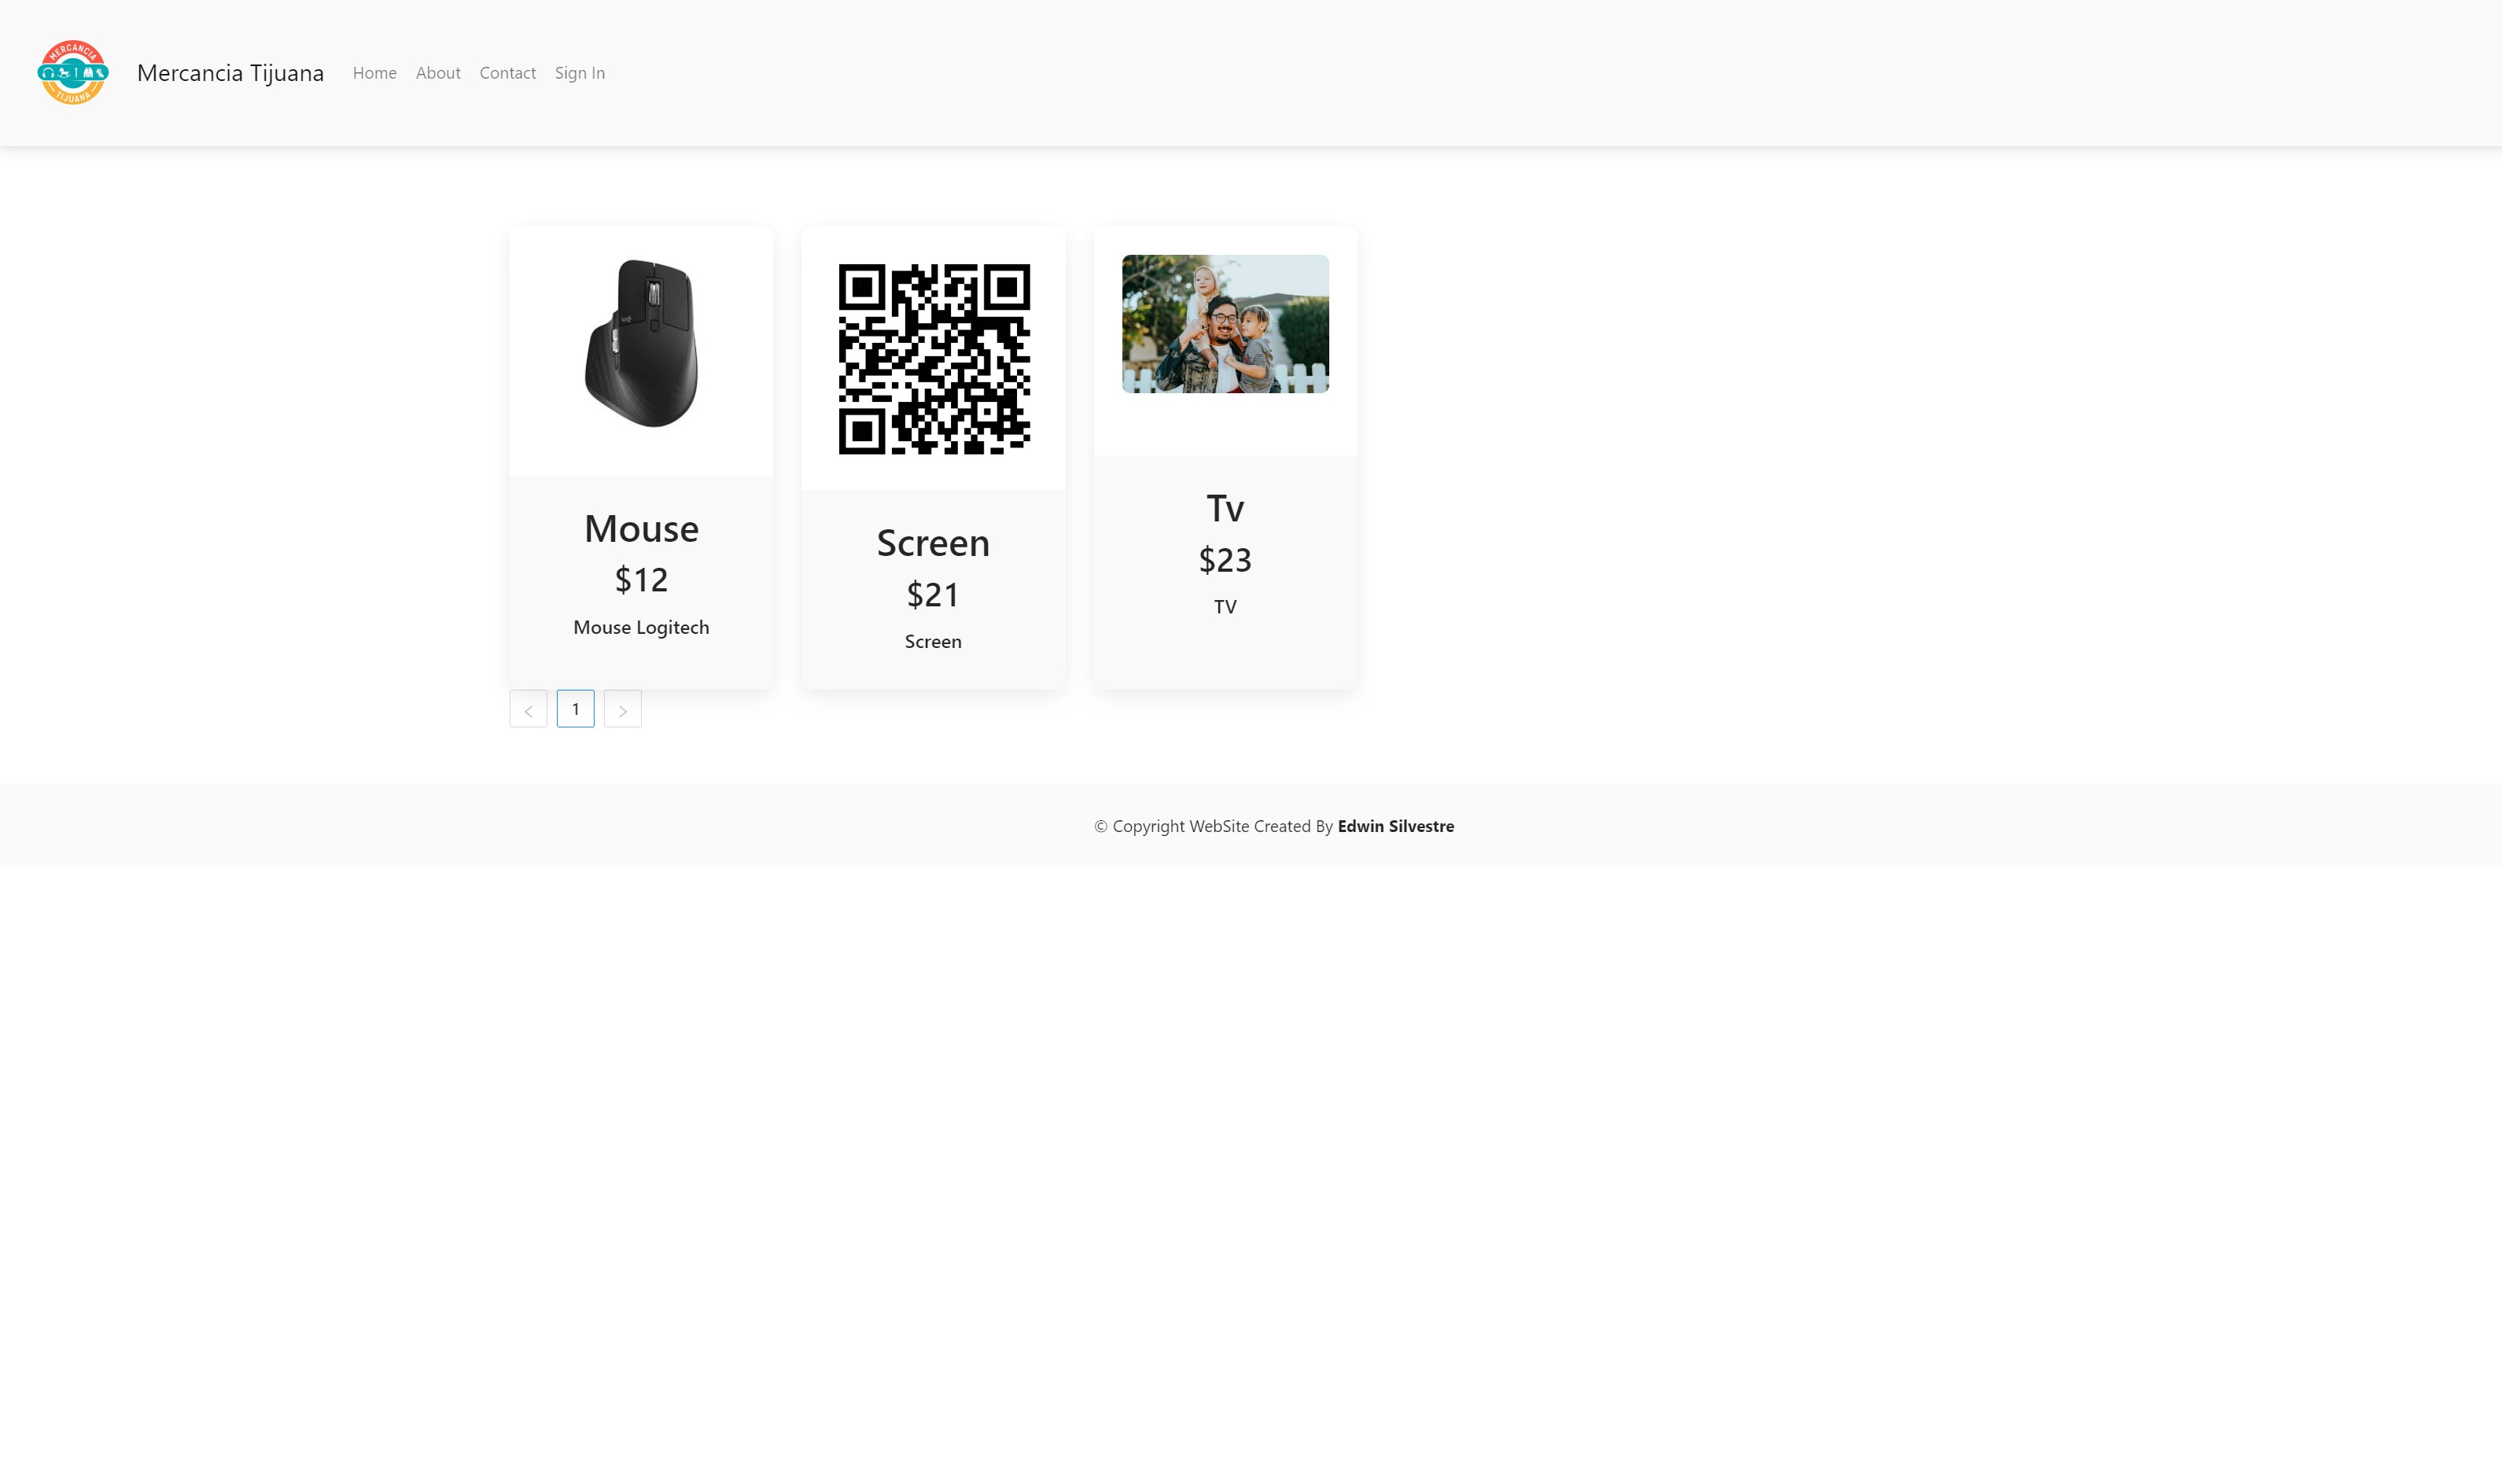 MERCANCIA
TIJUANA
Mercancia Tijuana
Home
About
Contact
Sign In
logi
Mouse
$12
Mouse Logitech
Screen
$21
Screen
Tv
$23
TV
1
© Copyright WebSite Created By Edwin Silvestre